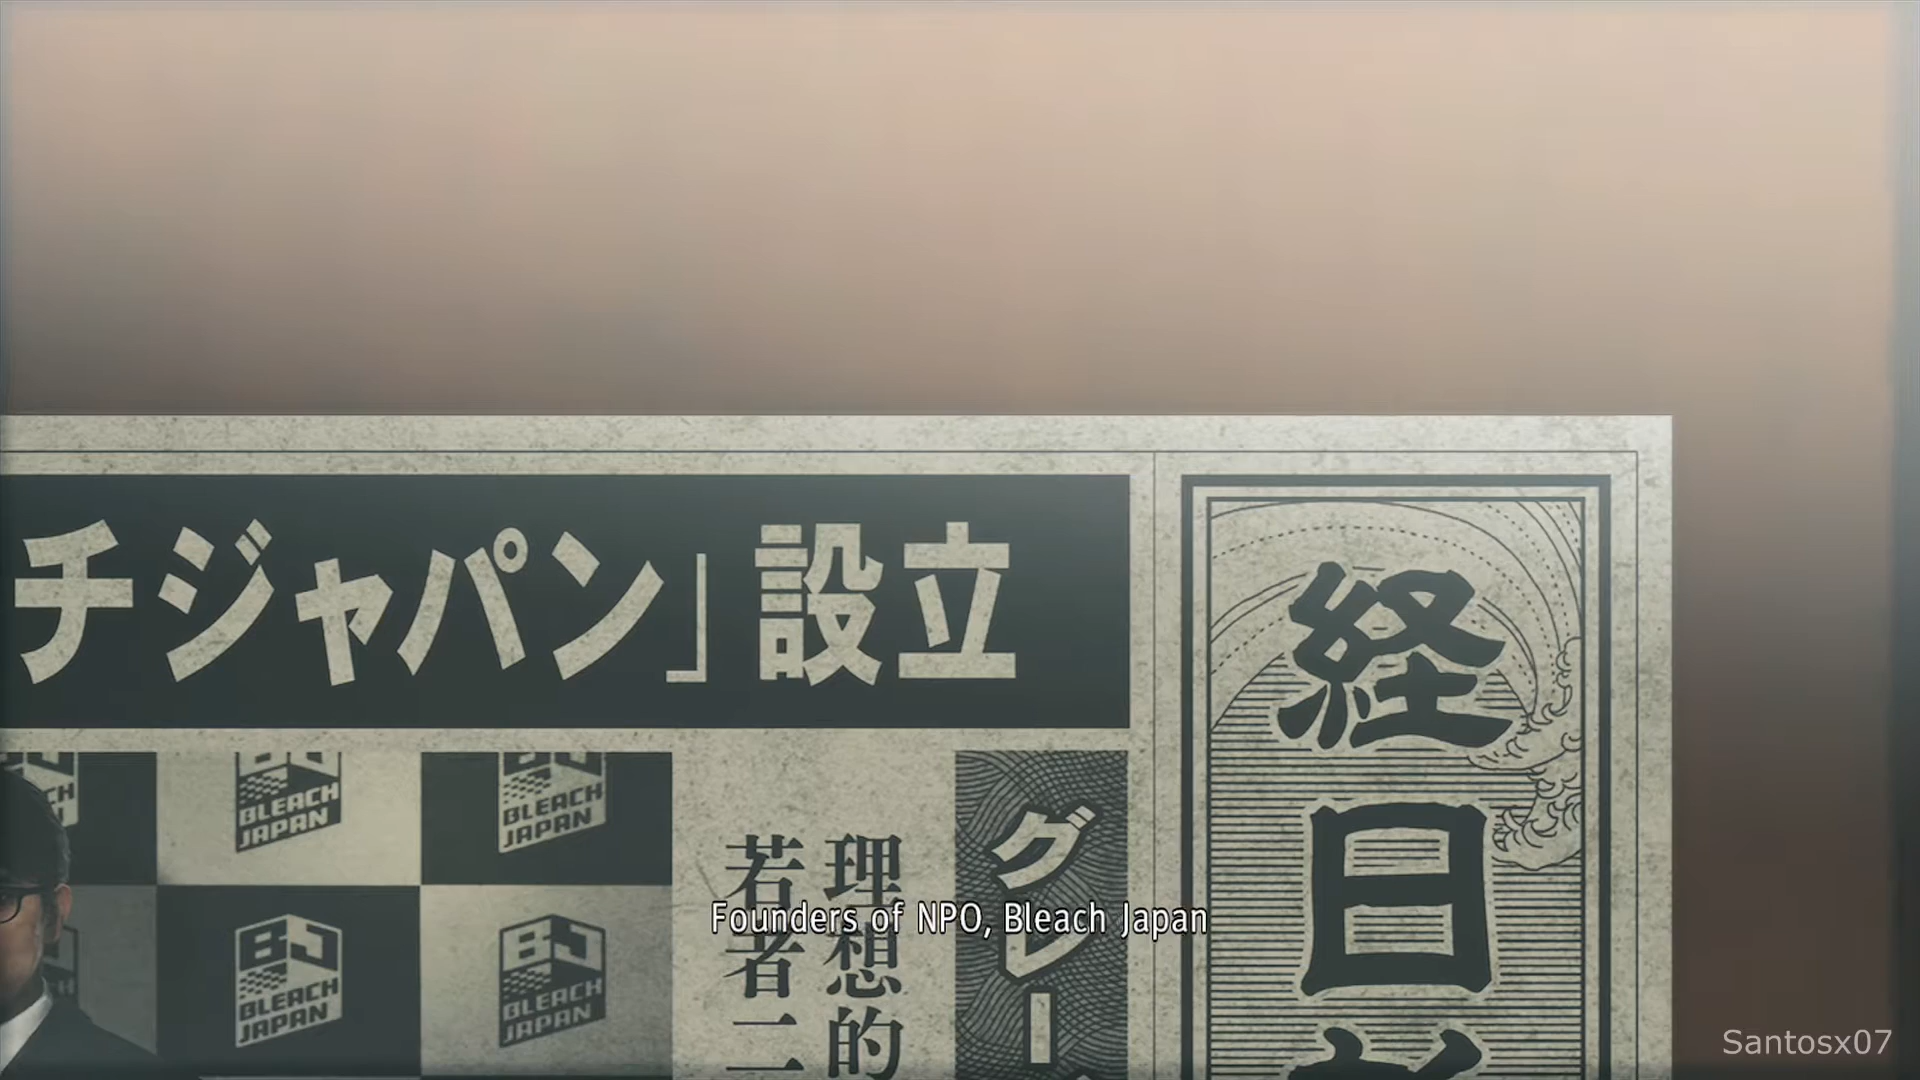 チジャパン」設立
経日
理想的
若者二
グレー
BJ BLEACH JAPAN
BJ BLEACH JAPAN
BJ BLEACH JAPAN
BJ BLEACH JAPAN
Founders of NPO, Bleach Japan
Santosx07